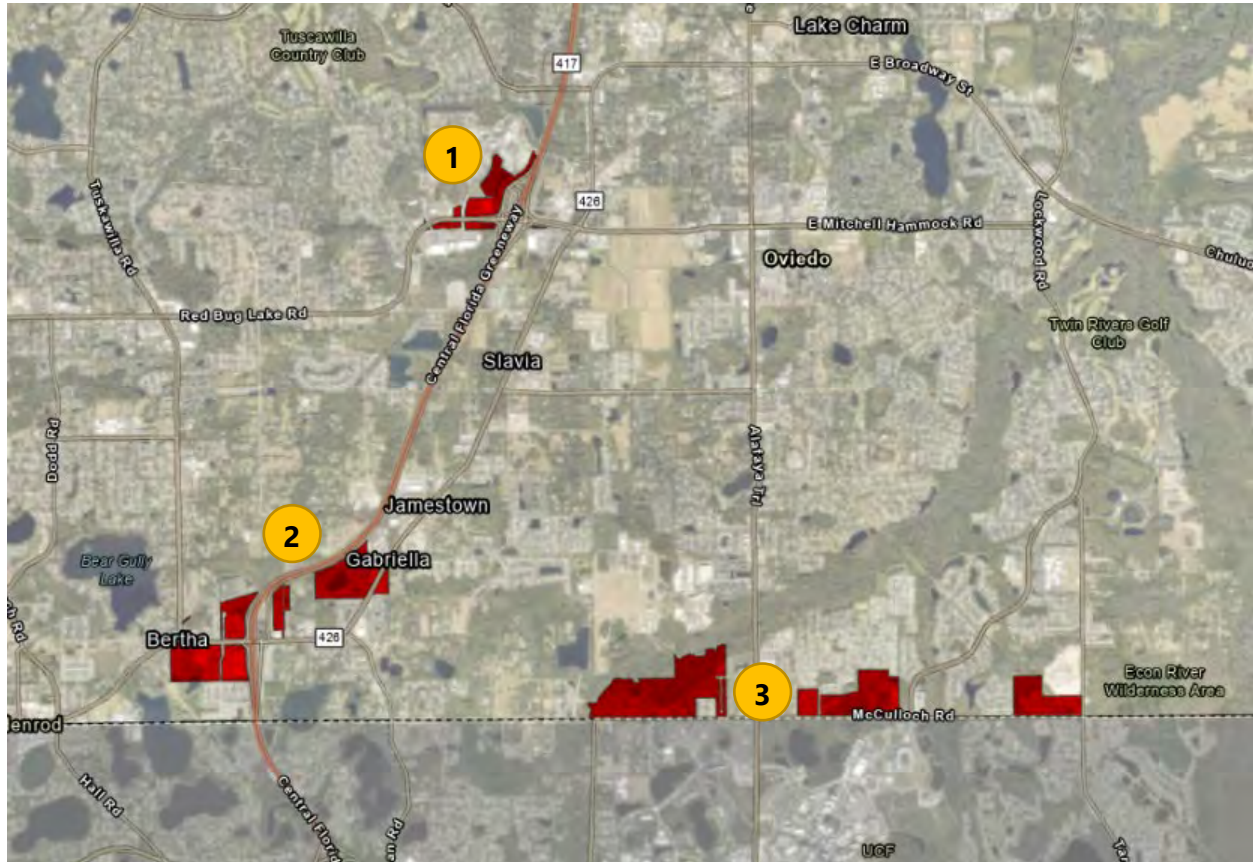 Lake Charm
Tuscawilla
Country Club
417
E Broadway St
1
426
Lockwood Rd
E Mitchell Hammock Rd
Tuskawilla Rd
Oviedo
Central Florida Greeneway
Red Bug Lake Rd
Twin Rivers Golf
Club
Slavia
Dodd Rd
Alafaya Trl
Jamestown
2
Gabriella
Bear Gully
Lake
Bertha
426
Econ River
Wilderness Area
3
McCulloch Rd
Hall Rd
Central Florid
UCF